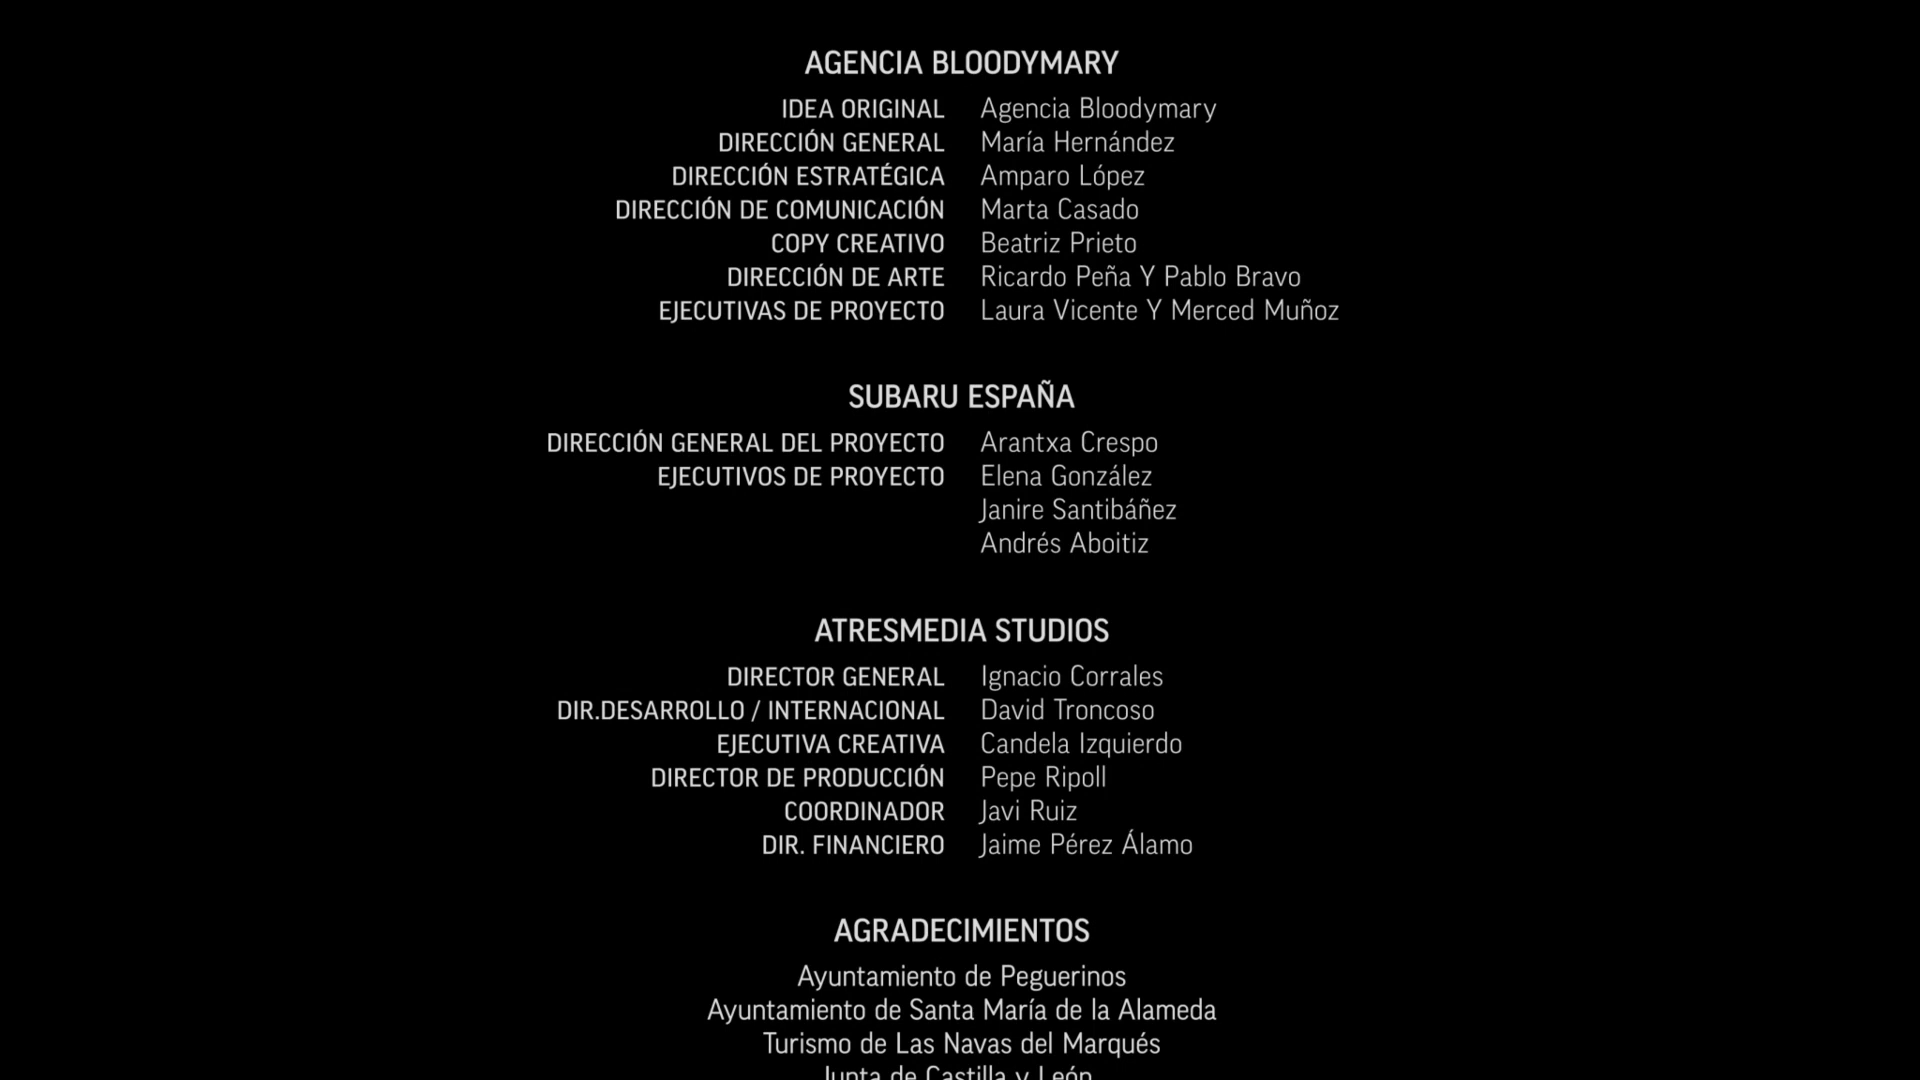 AGENCIA BLOODYMARY
IDEA ORIGINAL Agencia Bloodymary
DIRECCIÓN GENERAL María Hernández
DIRECCIÓN ESTRATÉGICA Amparo López
DIRECCIÓN DE COMUNICACIÓN Marta Casado
COPY CREATIVO Beatriz Prieto
DIRECCIÓN DE ARTE Ricardo Peña Y Pablo Bravo
EJECUTIVAS DE PROYECTO Laura Vicente Y Merced Muñoz
SUBARU ESPAÑA
DIRECCIÓN GENERAL DEL PROYECTO Arantxa Crespo
EJECUTIVOS DE PROYECTO Elena González
Janire Santibáñez
Andrés Aboitiz
ATRESMEDIA STUDIOS
DIRECTOR GENERAL Ignacio Corrales
DIR.DESARROLLO / INTERNACIONAL David Troncoso
EJECUTIVA CREATIVA Candela Izquierdo
DIRECTOR DE PRODUCCIÓN Pepe Ripoll
COORDINADOR Javi Ruiz
DIR. FINANCIERO Jaime Pérez Álamo
AGRADECIMIENTOS
Ayuntamiento de Peguerinos
Ayuntamiento de Santa María de la Alameda
Turismo de Las Navas del Marqués
Junta de Castilla y León